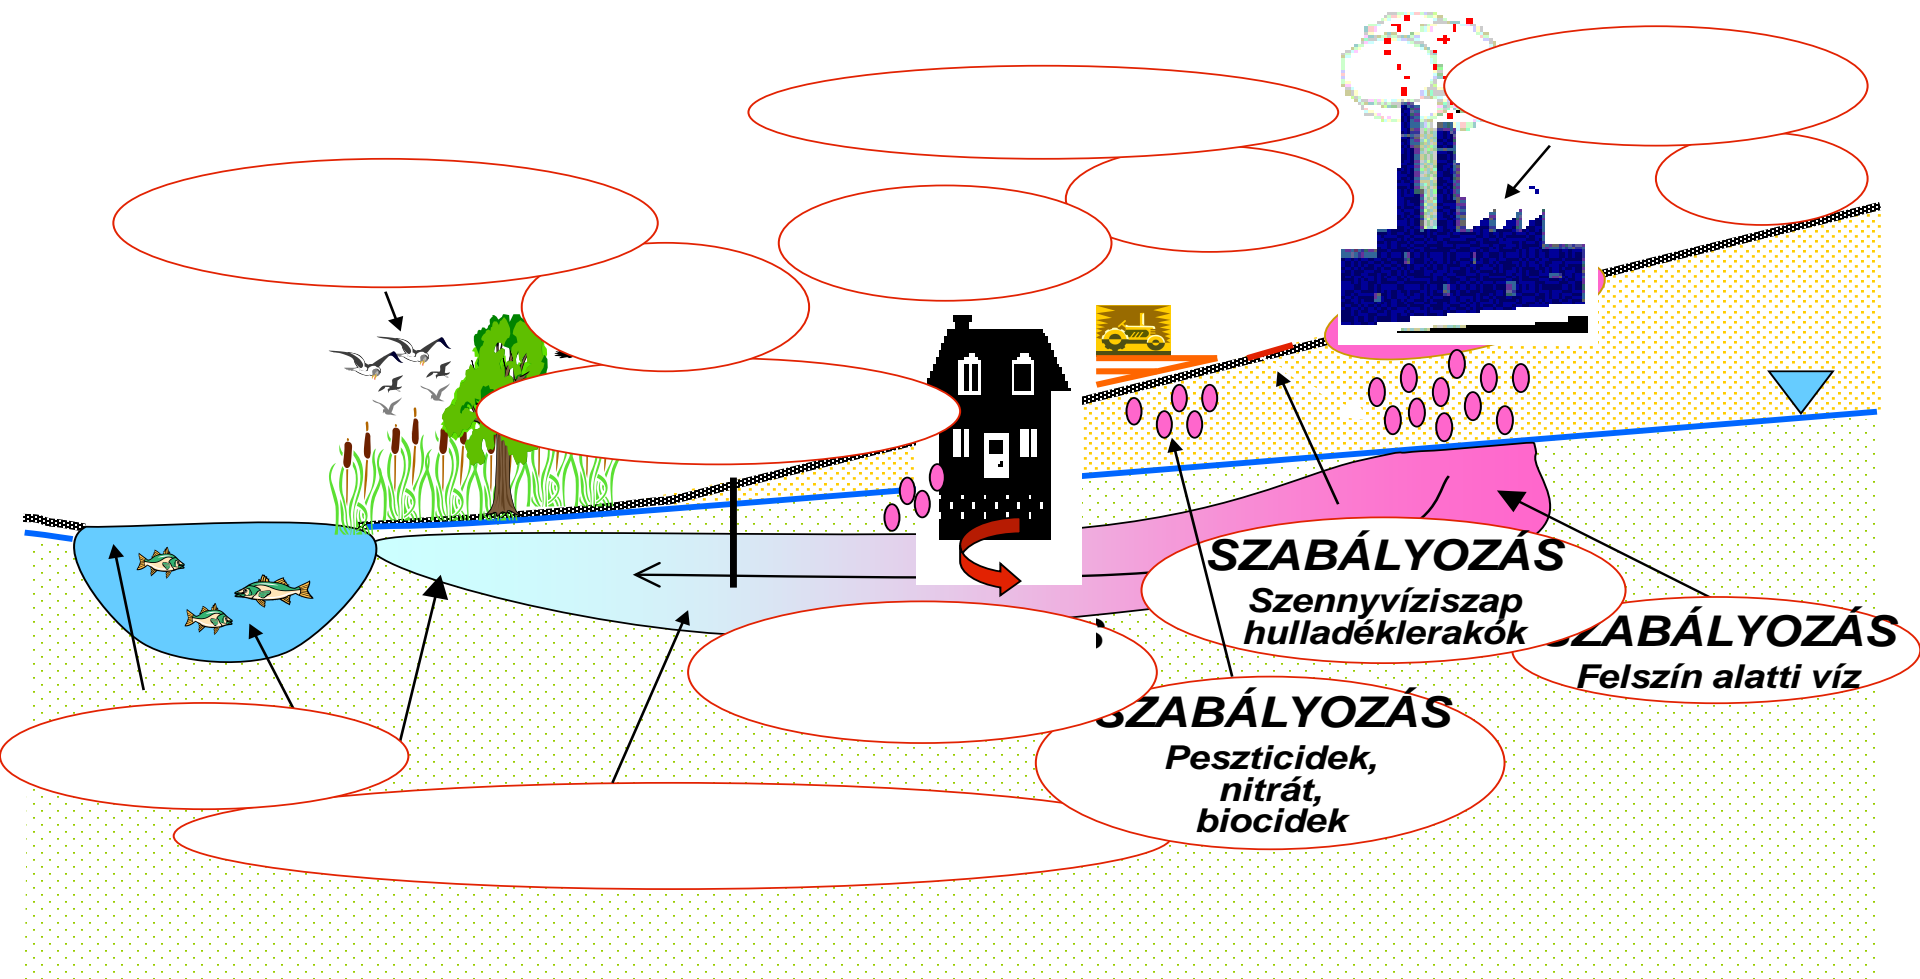 SZABÁLYOZÁS
Szennyvíziszap
hulladéklerakók
SZABÁLYOZÁS
Felszín alatti víz
SZABÁLYOZÁS
Peszticidek,
nitrát,
biocidek